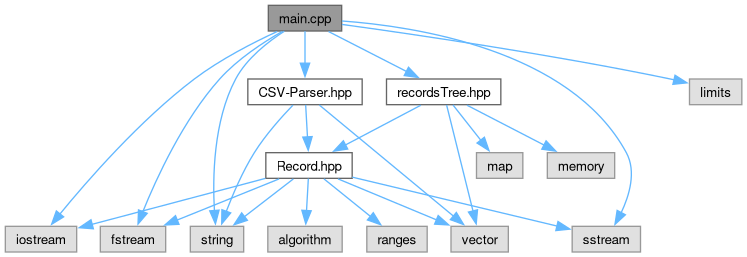 main.cpp
CSV-Parser.hpp
recordsTree.hpp
limits
Record.hpp
map
memory
iostream
fstream
string
algorithm
ranges
vector
sstream